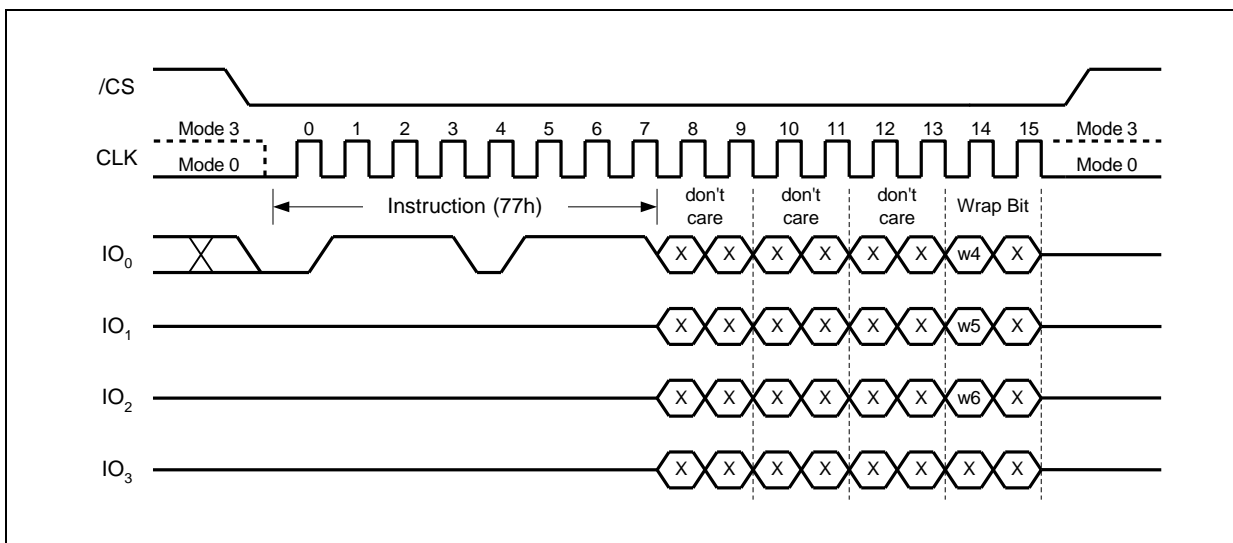 /CS
Mode 3 0 1 2 3 4 5 6 7 8 9 10 11 12 13 14 15 Mode 3
CLK
Mode 0 Mode 0
Instruction (77h) don't care don't care don't care Wrap Bit
IO0 X X X X X X w4 X
IO1 X X X X X X w5 X
IO2 X X X X X X w6 X
IO3 X X X X X X X X